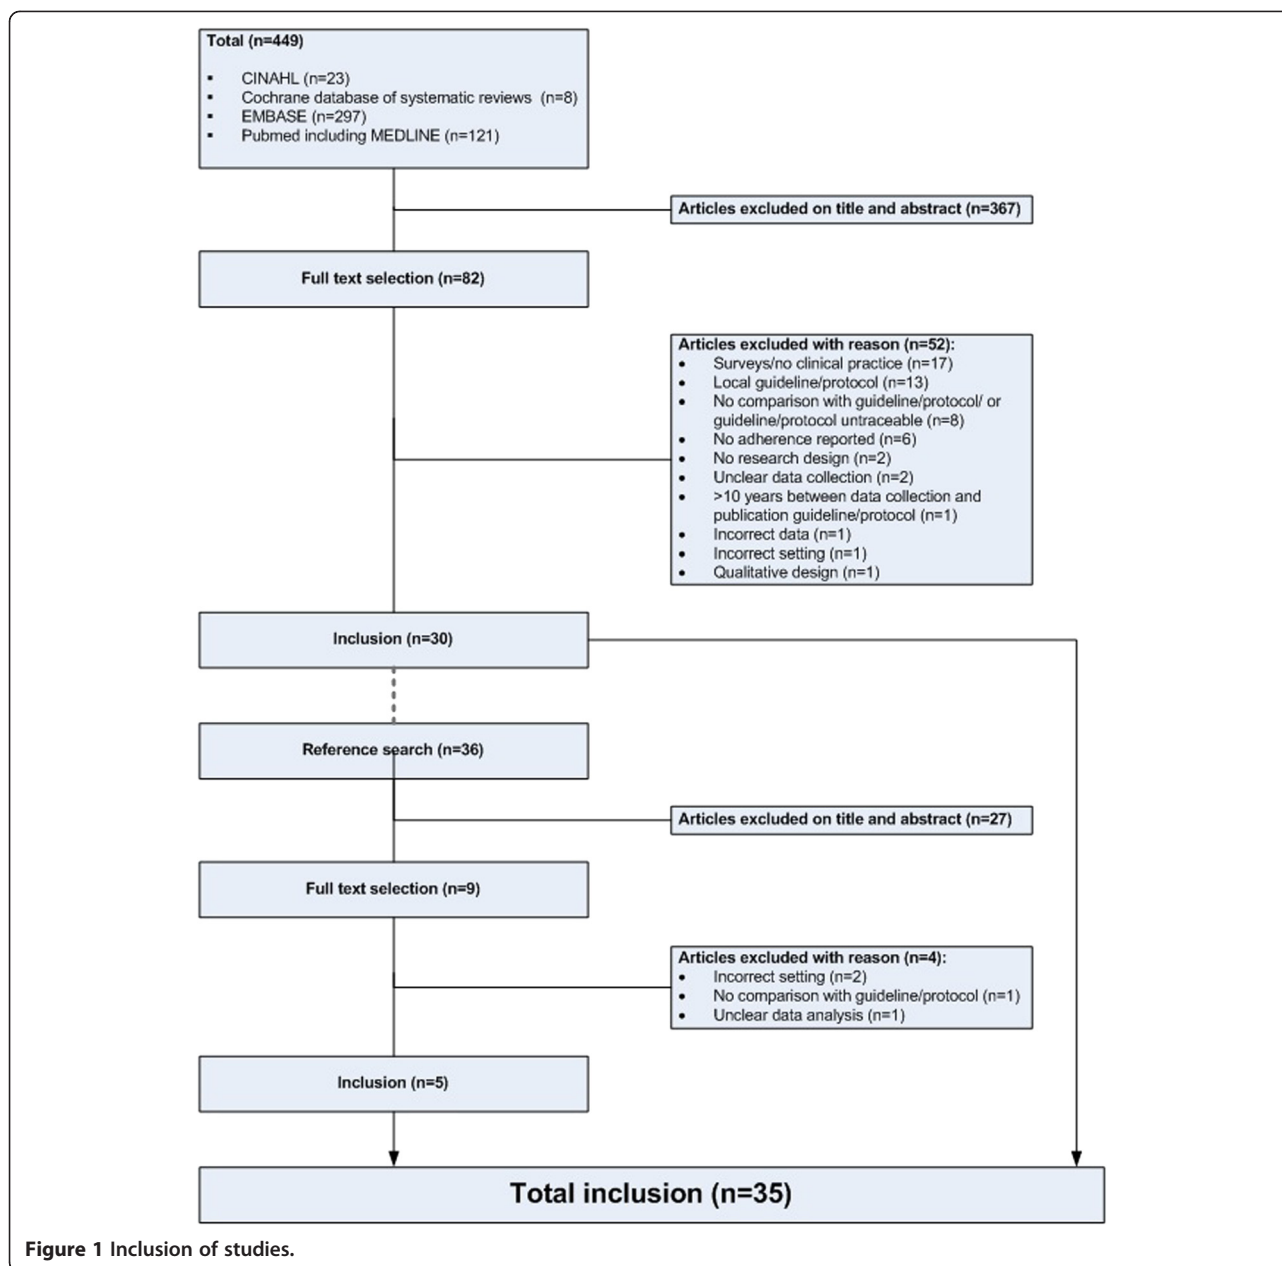 Total (n=449)
▪ CINAHL (n=23)
▪ Cochrane database of systematic reviews (n=8)
▪ EMBASE (n=297)
▪ Pubmed including MEDLINE (n=121)
Articles excluded on title and abstract (n=367)
Full text selection (n=82)
Articles excluded with reason (n=52):
• Surveys/no clinical practice (n=17)
• Local guideline/protocol (n=13)
• No comparison with guideline/protocol/ or
guideline/protocol untraceable (n=8)
• No adherence reported (n=6)
• No research design (n=2)
• Unclear data collection (n=2)
• >10 years between data collection and
publication guideline/protocol (n=1)
• Incorrect data (n=1)
• Incorrect setting (n=1)
• Qualitative design (n=1)
Inclusion (n=30)
Reference search (n=36)
Articles excluded on title and abstract (n=27)
Full text selection (n=9)
Articles excluded with reason (n=4):
• Incorrect setting (n=2)
• No comparison with guideline/protocol (n=1)
• Unclear data analysis (n=1)
Inclusion (n=5)
Total inclusion (n=35)
Figure 1 Inclusion of studies.